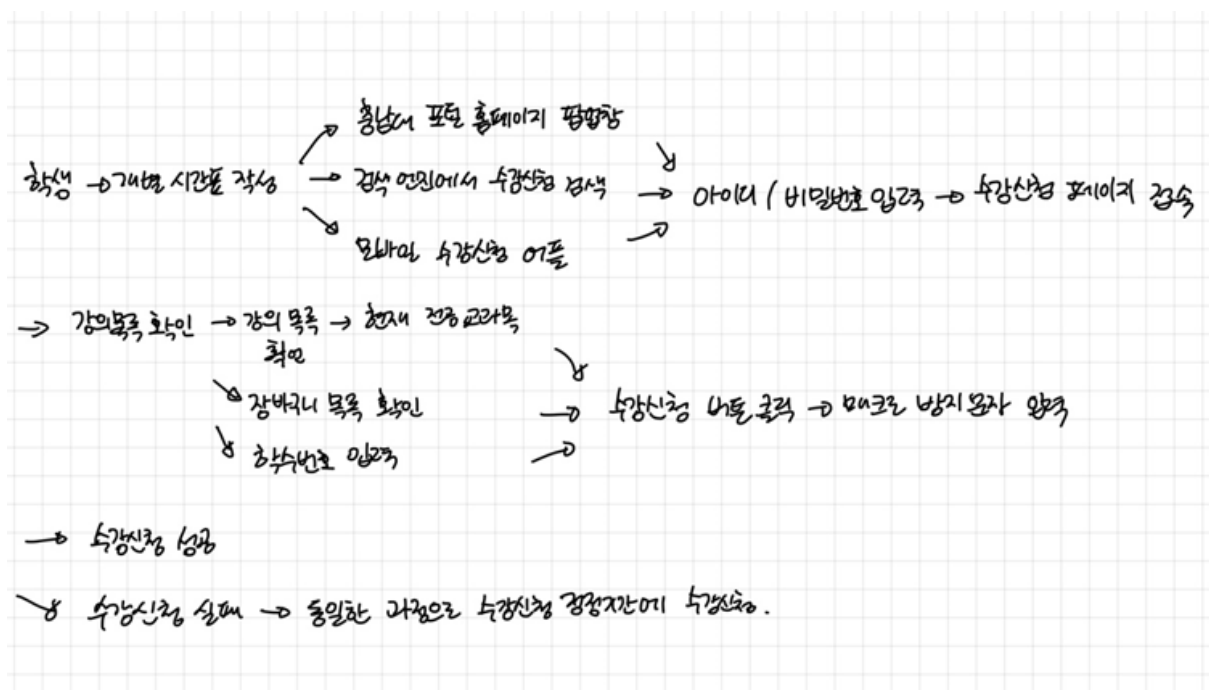 충남대 포털 홈페이지 팝업창
학생 → 개별 시간표 작성 → 검색 엔진에서 수강신청 검색 → 아이디 / 비밀번호 입력 → 수강신청 페이지 접속
모바일 수강신청 어플
→ 강의목록 확인 → 강의 목록 확인 → 현재 전공교과목
장바구니 목록 확인 → 수강신청 버튼 클릭 → 매크로 방지 문자 입력
학수번호 입력
→ 수강신청 성공
수강신청 실패 → 동일한 과정으로 수강신청 정정기간에 수강신청.